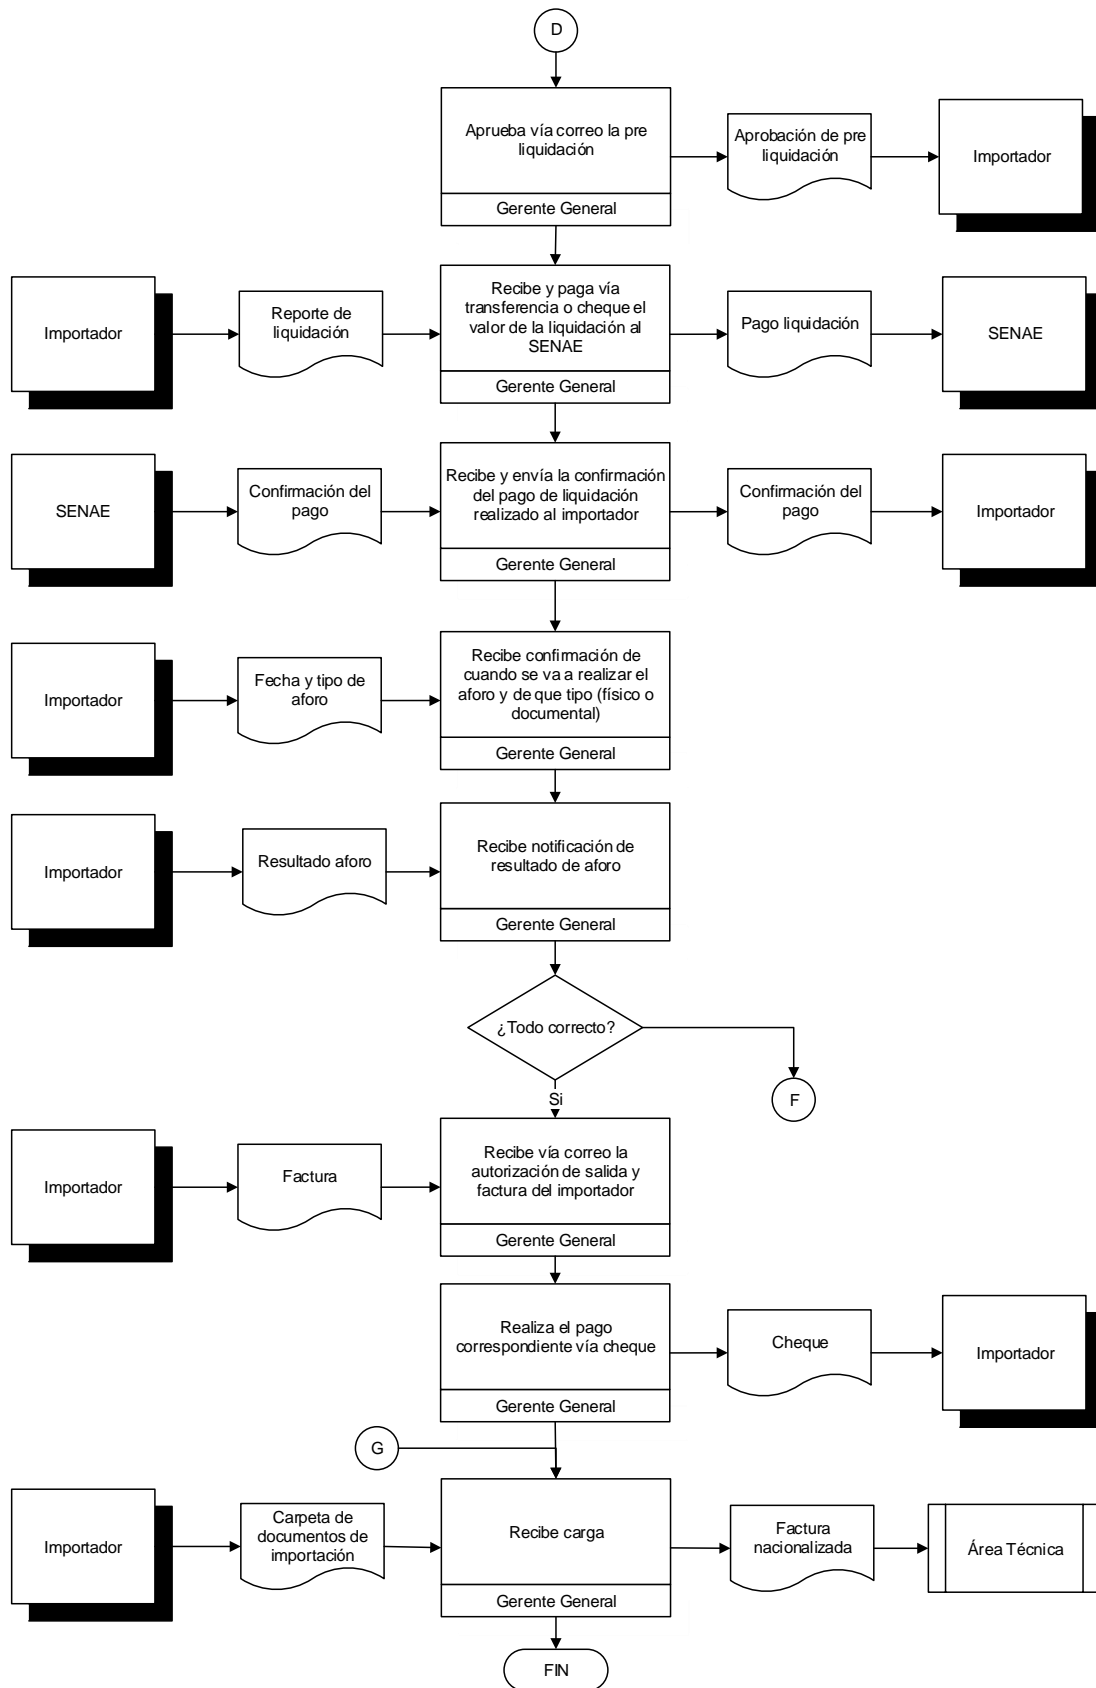 D
Aprueba vía correo la pre
liquidación
Gerente General
Aprobación de pre
liquidación
Importador
Importador
Reporte de
liquidación
Recibe y paga vía
transferencia o cheque el
valor de la liquidación al
SENAE
Gerente General
Pago liquidación
SENAE
SENAE
Confirmación del
pago
Recibe y envía la confirmación
del pago de liquidación
realizado al importador
Gerente General
Confirmación del
pago
Importador
Importador
Fecha y tipo de
aforo
Recibe confirmación de
cuando se va a realizar el
aforo y de que tipo (físico o
documental)
Gerente General
Importador
Resultado aforo
Recibe notificación de
resultado de aforo
Gerente General
¿Todo correcto?
F
Si
Importador
Factura
Recibe vía correo la
autorización de salida y
factura del importador
Gerente General
Realiza el pago
correspondiente vía cheque
Gerente General
Cheque
Importador
G
Importador
Carpeta de
documentos de
importación
Recibe carga
Gerente General
Factura
nacionalizada
Área Técnica
FIN